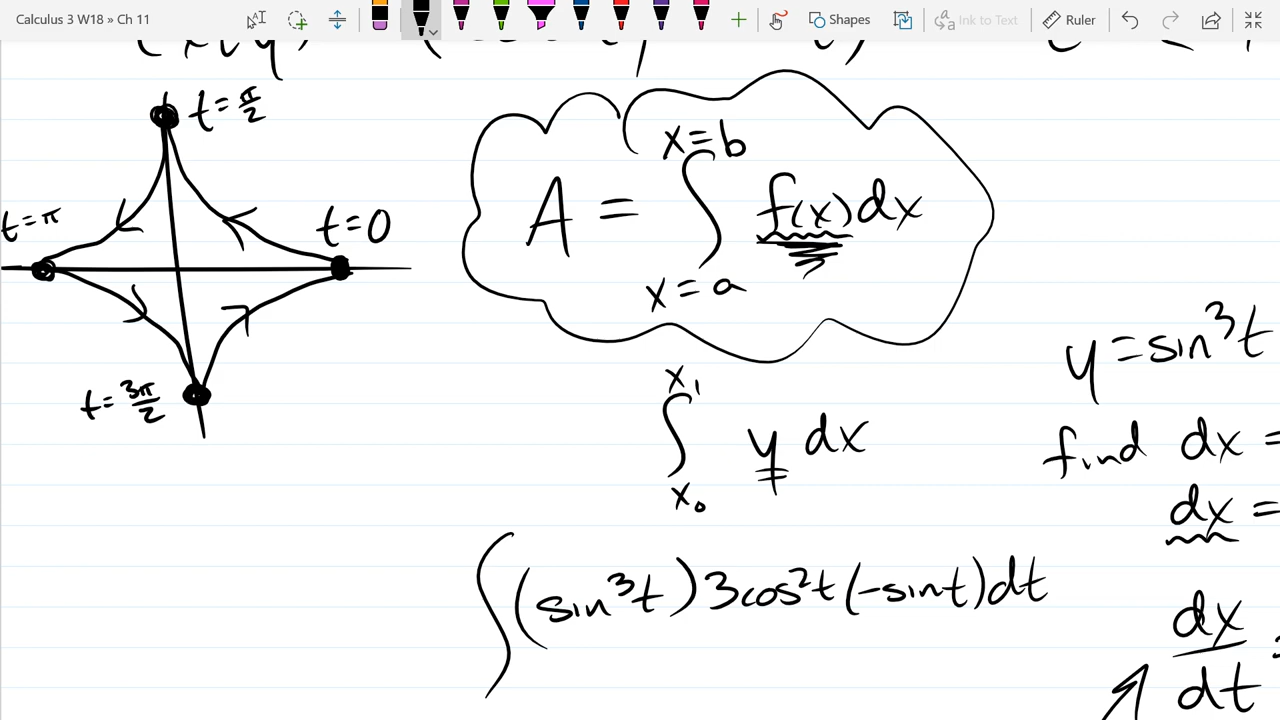 Calculus 3 W18 » Ch 11
Ink to Text
Shapes
Ruler
t = π/2
t = π
t = 0
t = 3π/2
x = b
A = ∫ f(x) dx
x = a
x₁
∫ y dx
x₀
y = sin³t
find dx =
dx =
∫ (sin³t) 3cos²t (-sin t) dt
dx/dt